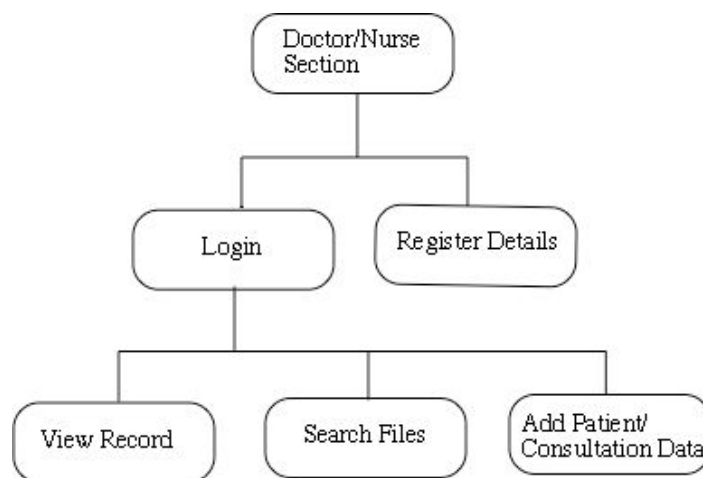 Doctor/Nurse
Section
Login
Register Details
View Record
Search Files
Add Patient/
Consultation Data